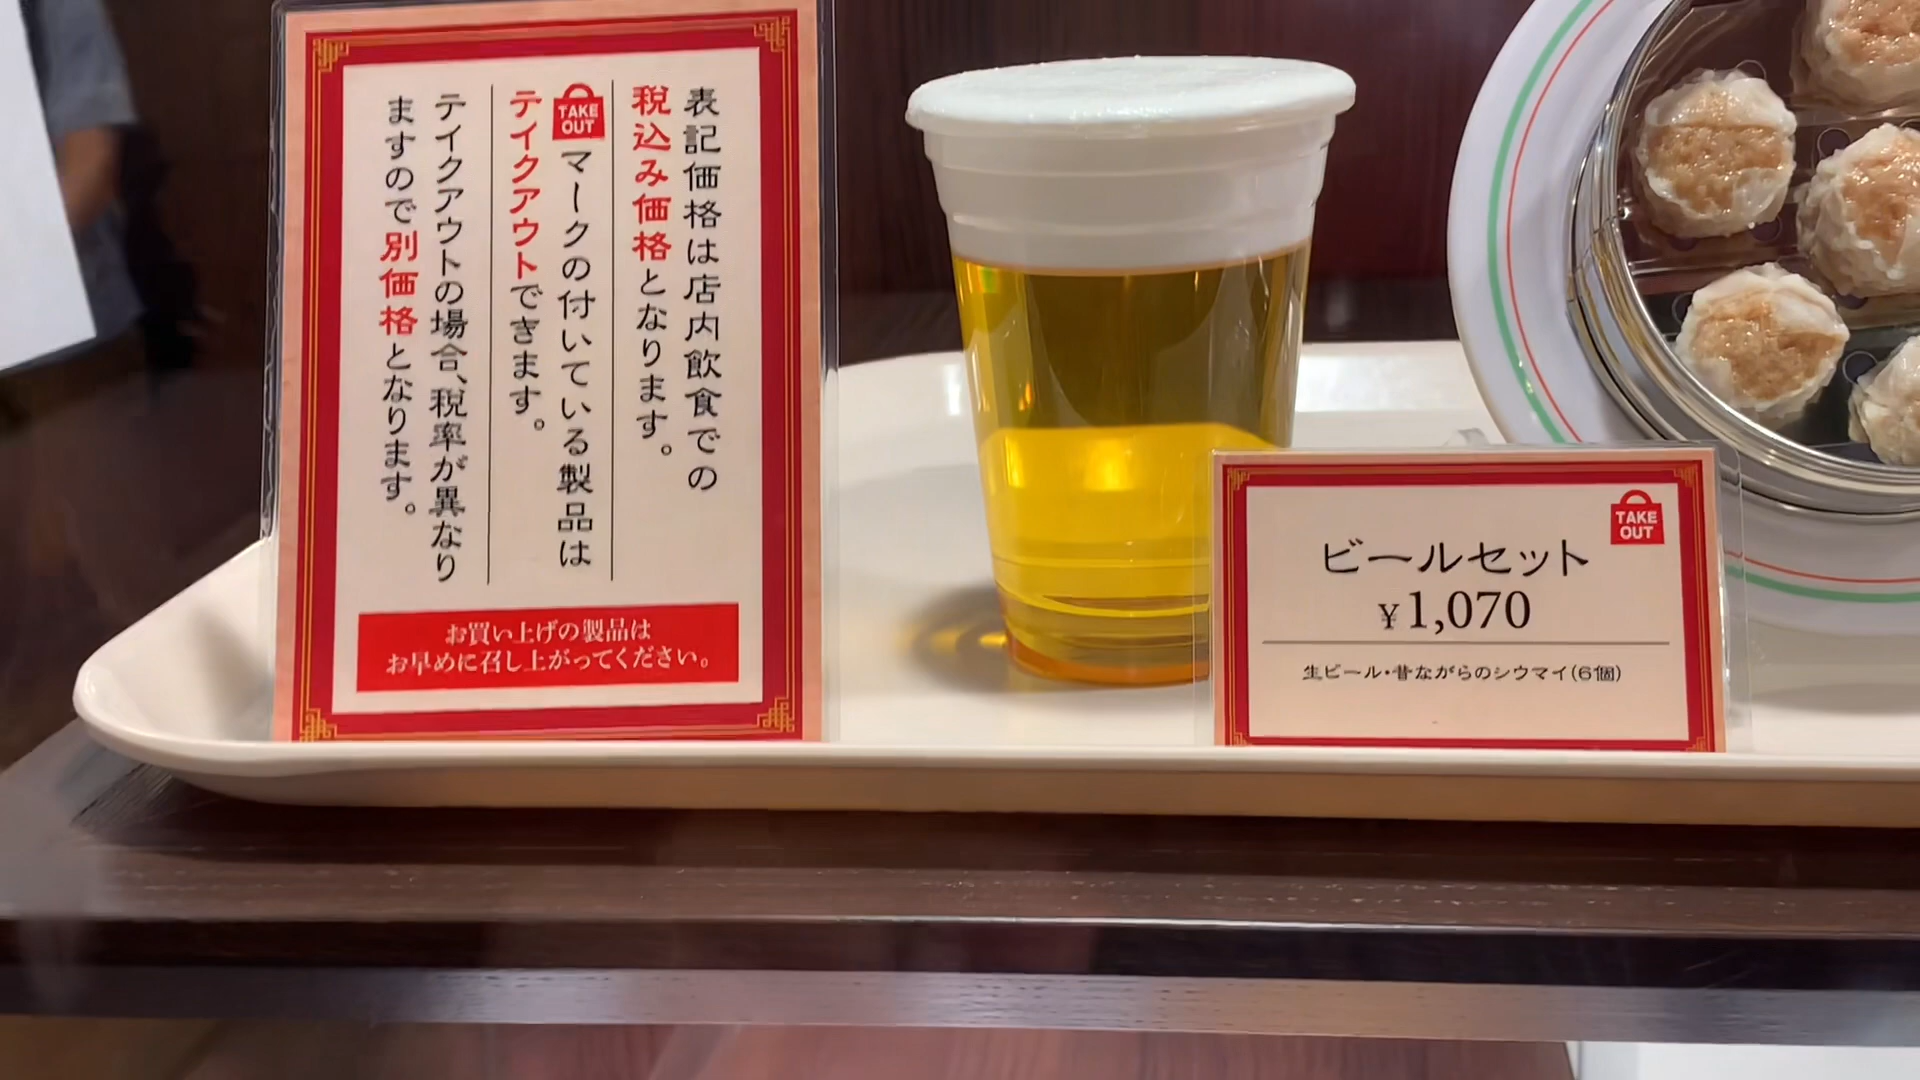 表記価格は店内飲食での
税込み価格となります。
TAKE
OUT
マークの付いている製品は
テイクアウトできます。
テイクアウトの場合、税率が異なり
ますので別価格となります。
お買い上げの製品は
お早めに召し上がってください。
TAKE
OUT
ビールセット
¥1,070
生ビール・昔ながらのシウマイ(6個)